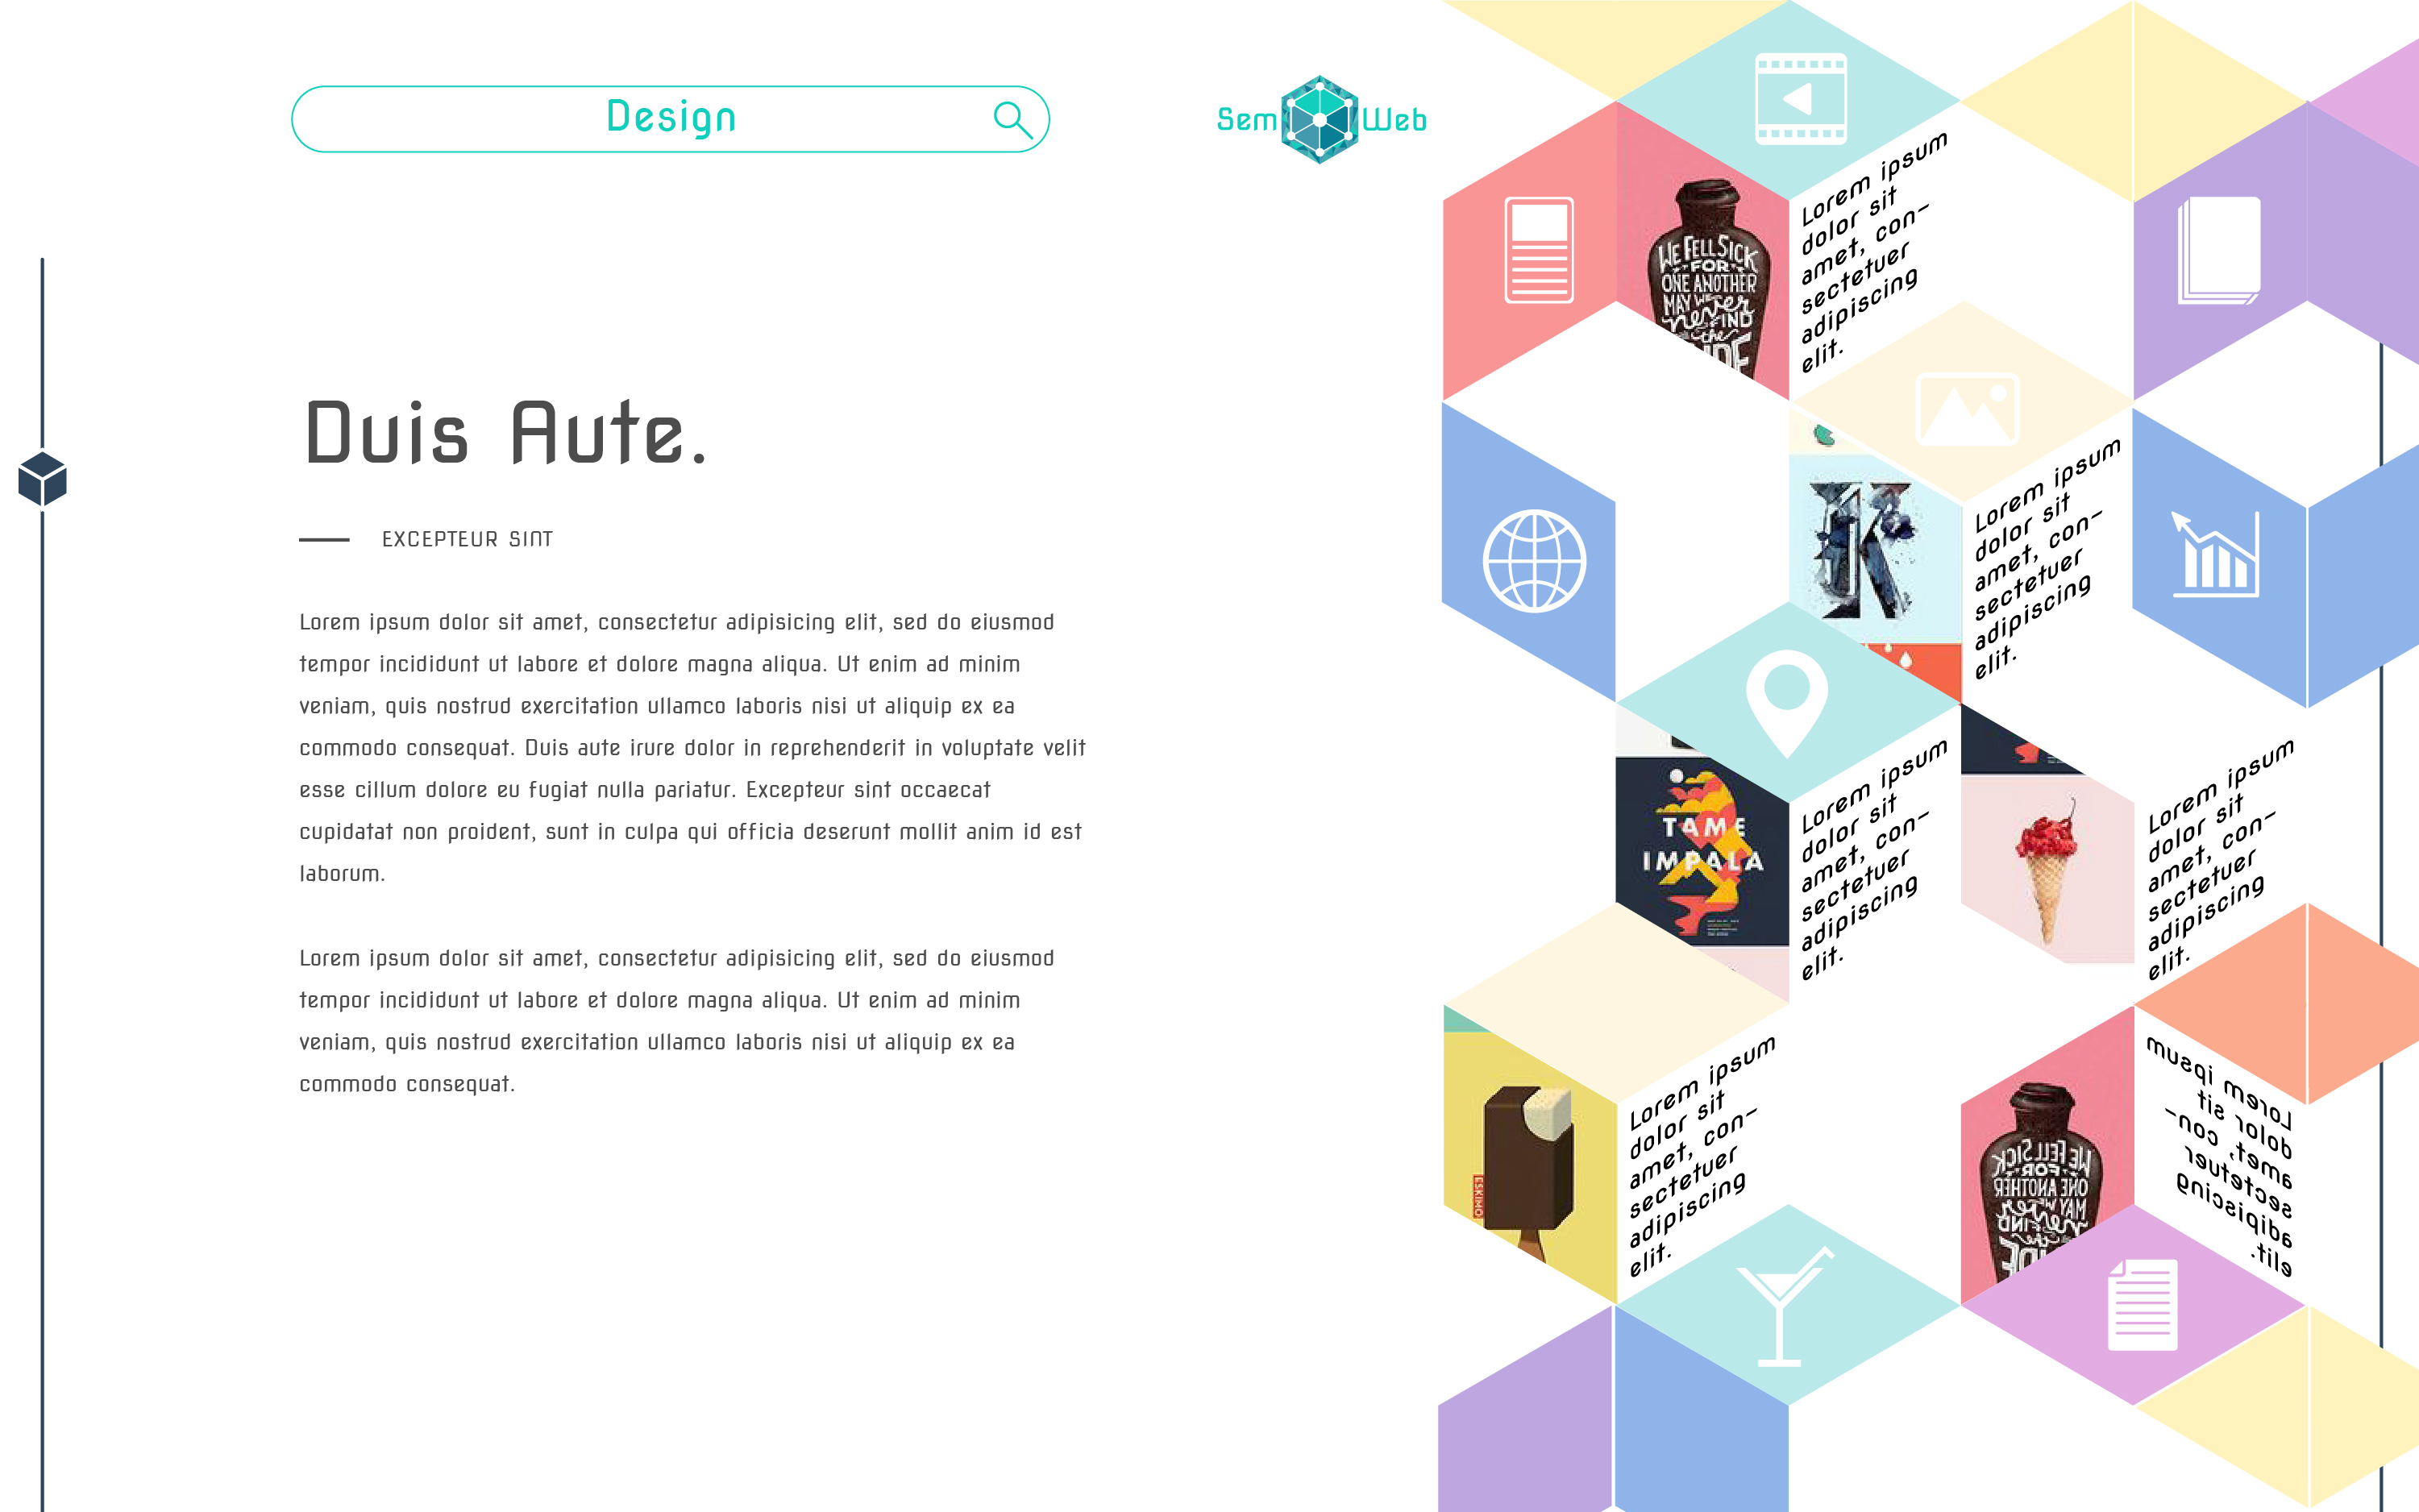 Design
Sem Web
Duis Aute.
EXCEPTEUR SINT
Lorem ipsum dolor sit amet, consectetur adipisicing elit, sed do eiusmod
tempor incididunt ut labore et dolore magna aliqua. Ut enim ad minim
veniam, quis nostrud exercitation ullamco laboris nisi ut aliquip ex ea
commodo consequat. Duis aute irure dolor in reprehenderit in voluptate velit
esse cillum dolore eu fugiat nulla pariatur. Excepteur sint occaecat
cupidatat non proident, sunt in culpa qui officia deserunt mollit anim id est
laborum.
Lorem ipsum dolor sit amet, consectetur adipisicing elit, sed do eiusmod
tempor incididunt ut labore et dolore magna aliqua. Ut enim ad minim
veniam, quis nostrud exercitation ullamco laboris nisi ut aliquip ex ea
commodo consequat.
WE FELL SICK
FOR
ONE ANOTHER
MAY WE
never FIND
the
Lorem ipsum
dolor sit
amet, con-
sectetuer
adipiscing
elit.
K
Lorem ipsum
dolor sit
amet, con-
sectetuer
adipiscing
elit.
TAME
IMPALA
Lorem ipsum
dolor sit
amet, con-
sectetuer
adipiscing
elit.
Lorem ipsum
dolor sit
amet, con-
sectetuer
adipiscing
elit.
ESKIMO
Lorem ipsum
dolor sit
amet, con-
sectetuer
adipiscing
elit.
WE FELL SICK
FOR
ONE ANOTHER
MAY WE
never FIND
the
Lorem ipsum
dolor sit
amet, con-
sectetuer
adipiscing
elit.